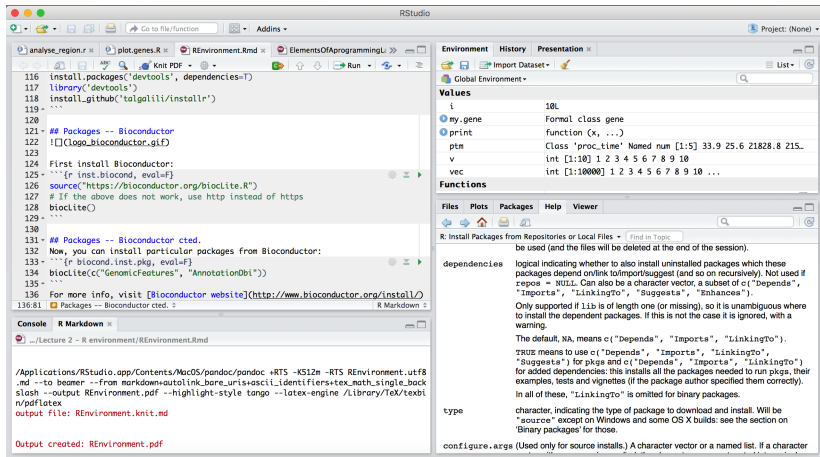 RStudio
Go to file/function
Addins
Project: (None)
analyse_region.r
plot.genes.R
REnvironment.Rmd
ElementsOfAprogrammingLa
ABC
Knit PDF
Run
116 install.packages('devtools', dependencies=T)
117 library('devtools')
118 install_github('talgalili/installr')
119 ```
120
121 ## Packages -- Bioconductor
122 ![](logo_bioconductor.gif)
123
124 First install Bioconductor:
125 ```{r inst.biocond, eval=F}
126 source("https://bioconductor.org/biocLite.R")
127 # If the above does not work, use http instead of https
128 biocLite()
129 ```
130
131 ## Packages -- Bioconductor cted.
132 Now, you can install particular packages from Bioconductor:
133 ```{r biocond.inst.pkg, eval=F}
134 biocLite(c("GenomicFeatures", "AnnotationDbi"))
135 ```
136 For more info, visit [Bioconductor website](http://www.bioconductor.org/install/)
136:81 Packages -- Bioconductor cted. R Markdown
Console R Markdown
.../Lecture 2 - R environment/REnvironment.Rmd
/Applications/RStudio.app/Contents/MacOS/pandoc/pandoc +RTS -K512m -RTS REnvironment.utf8
.md --to beamer --from markdown+autolink_bare_uris+ascii_identifiers+tex_math_single_back
slash --output REnvironment.pdf --highlight-style tango --latex-engine /Library/TeX/texbi
n/pdflatex
output file: REnvironment.knit.md
Output created: REnvironment.pdf
Environment History Presentation
Import Dataset List
Global Environment
Values
i 10L
my.gene Formal class gene
print function (x, ...)
ptm Class 'proc_time' Named num [1:5] 33.9 25.6 21828.8 215…
v int [1:10] 1 2 3 4 5 6 7 8 9 10
vec int [1:10000] 1 2 3 4 5 6 7 8 9 10 ...
Functions
Files Plots Packages Help Viewer
R: Install Packages from Repositories or Local Files Find in Topic
be used (and the files will be deleted at the end of the session).
dependencies logical indicating whether to also install uninstalled packages which these
packages depend on/link to/import/suggest (and so on recursively). Not used if
repos = NULL. Can also be a character vector, a subset of c("Depends",
"Imports", "LinkingTo", "Suggests", "Enhances").
Only supported if lib is of length one (or missing), so it is unambiguous where
to install the dependent packages. If this is not the case it is ignored, with a
warning.
The default, NA, means c("Depends", "Imports", "LinkingTo").
TRUE means to use c("Depends", "Imports", "LinkingTo",
"Suggests") for pkgs and c("Depends", "Imports", "LinkingTo")
for added dependencies: this installs all the packages needed to run pkgs, their
examples, tests and vignettes (if the package author specified them correctly).
In all of these, "LinkingTo" is omitted for binary packages.
type character, indicating the type of package to download and install. Will be
"source" except on Windows and some OS X builds: see the section on
'Binary packages' for those.
configure.args (Used only for source installs.) A character vector or a named list. If a character